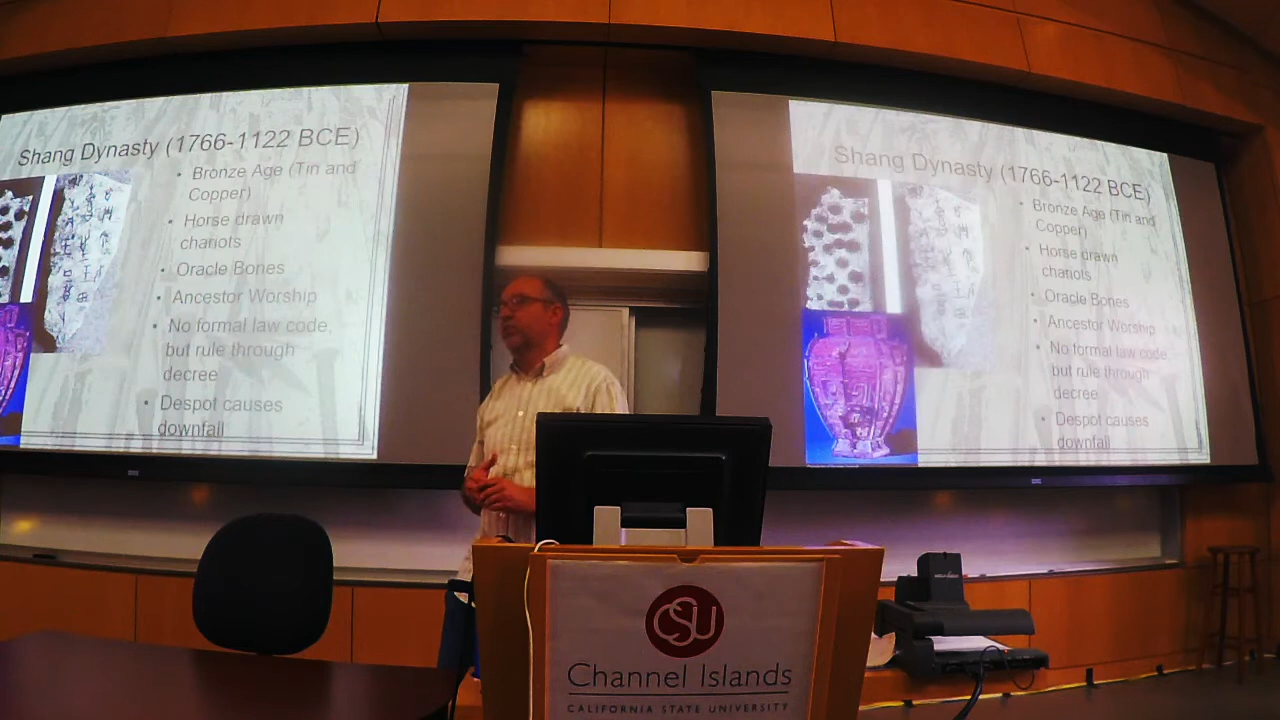 Shang Dynasty (1766-1122 BCE)
• Bronze Age (Tin and
Copper)
• Horse drawn
chariots
• Oracle Bones
• Ancestor Worship
• No formal law code,
but rule through
decree
• Despot causes
downfall
Shang Dynasty (1766-1122 BCE)
• Bronze Age (Tin and
Copper)
• Horse drawn
chariots
• Oracle Bones
• Ancestor Worship
• No formal law code,
but rule through
decree
• Despot causes
downfall
CSU
Channel Islands
CALIFORNIA STATE UNIVERSITY